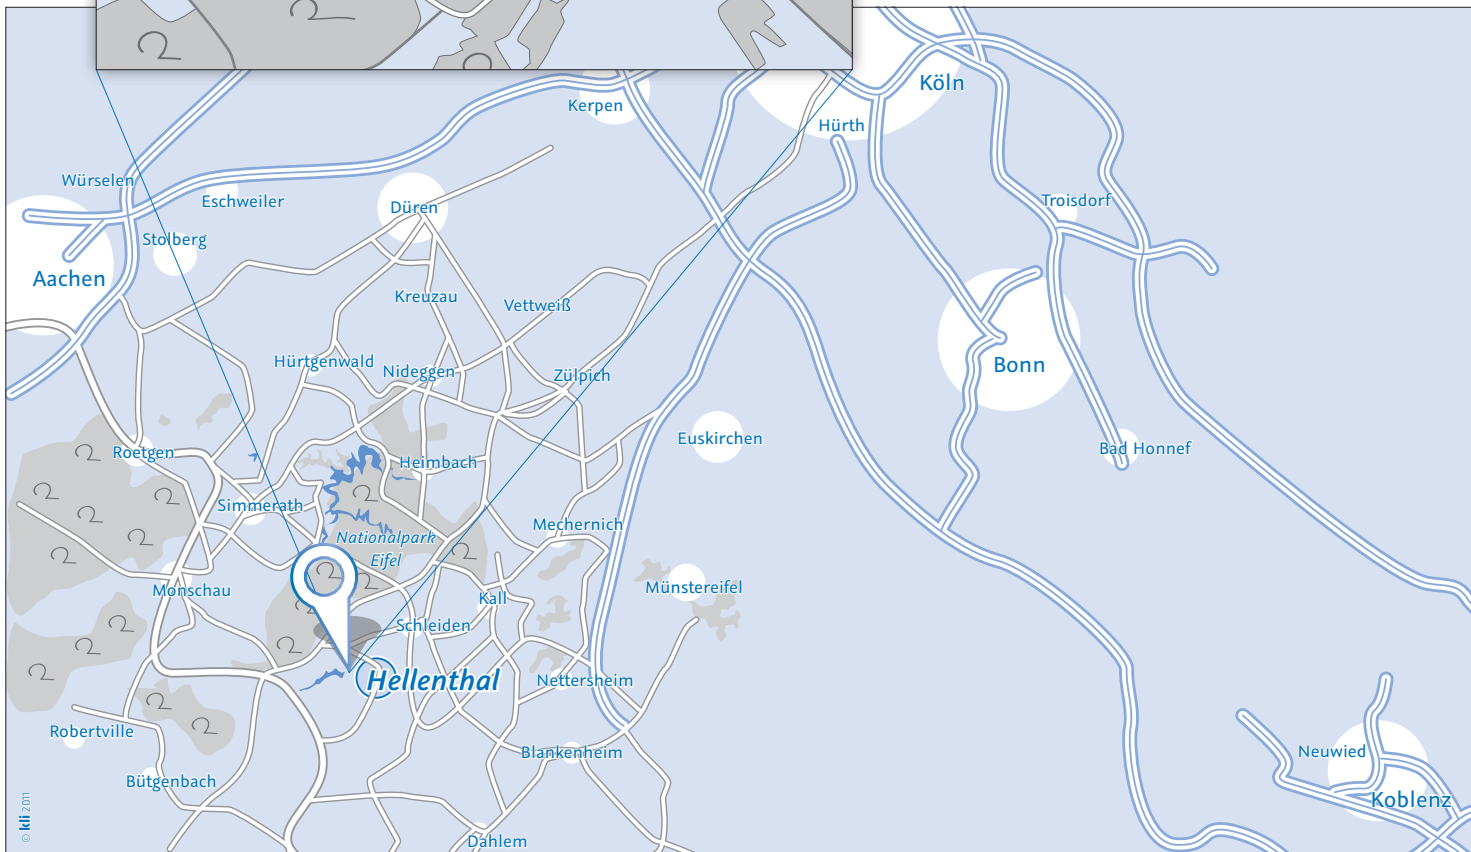 Köln
Kerpen
Hürth
Würselen
Eschweiler
Troisdorf
Düren
Stolberg
Aachen
Kreuzau
Vettweiß
Hürtgenwald
Nideggen
Zülpich
Bonn
Euskirchen
Roetgen
Heimbach
Bad Honnef
Simmerath
Mechernich
Nationalpark
Eifel
Monschau
Kall
Münstereifel
Schleiden
Hellenthal
Nettersheim
Robertville
Blankenheim
Neuwied
Bütgenbach
Koblenz
Dahlem
© kli 2011